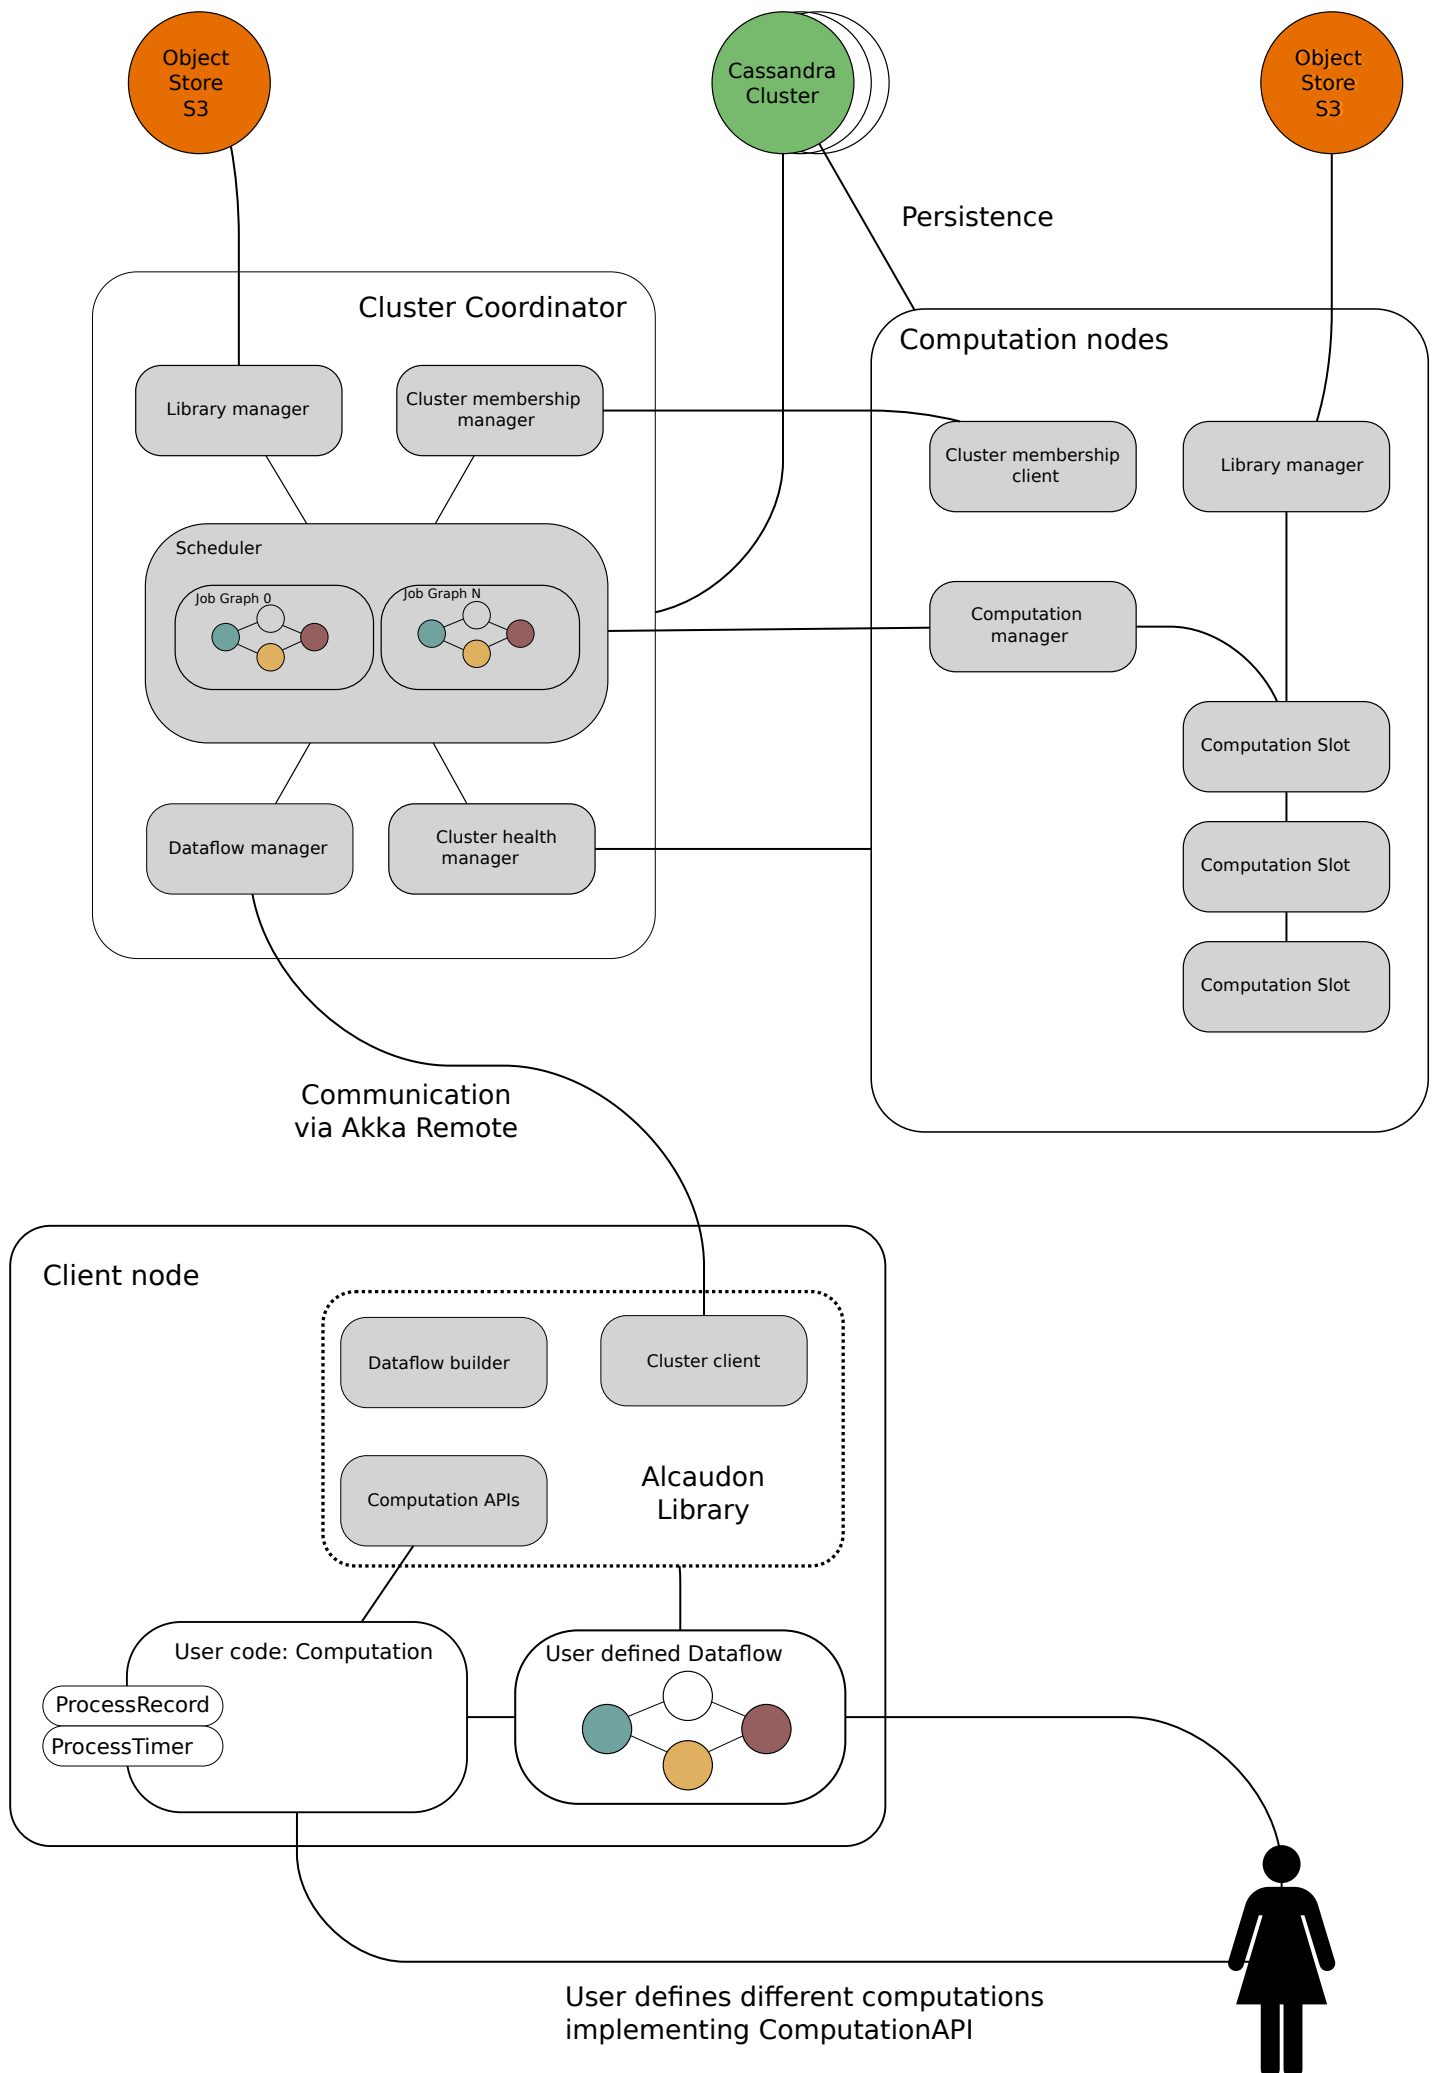 Object
Store
S3
Cassandra
Cluster
Object
Store
S3
Persistence
Cluster Coordinator
Library manager
Cluster membership
manager
Scheduler
Job Graph 0
Job Graph N
Dataflow manager
Cluster health
manager
Computation nodes
Cluster membership
client
Library manager
Computation
manager
Computation Slot
Computation Slot
Computation Slot
Communication
via Akka Remote
Client node
Dataflow builder
Cluster client
Computation APIs
Alcaudon
Library
User code: Computation
ProcessRecord
ProcessTimer
User defined Dataflow
User defines different computations
implementing ComputationAPI